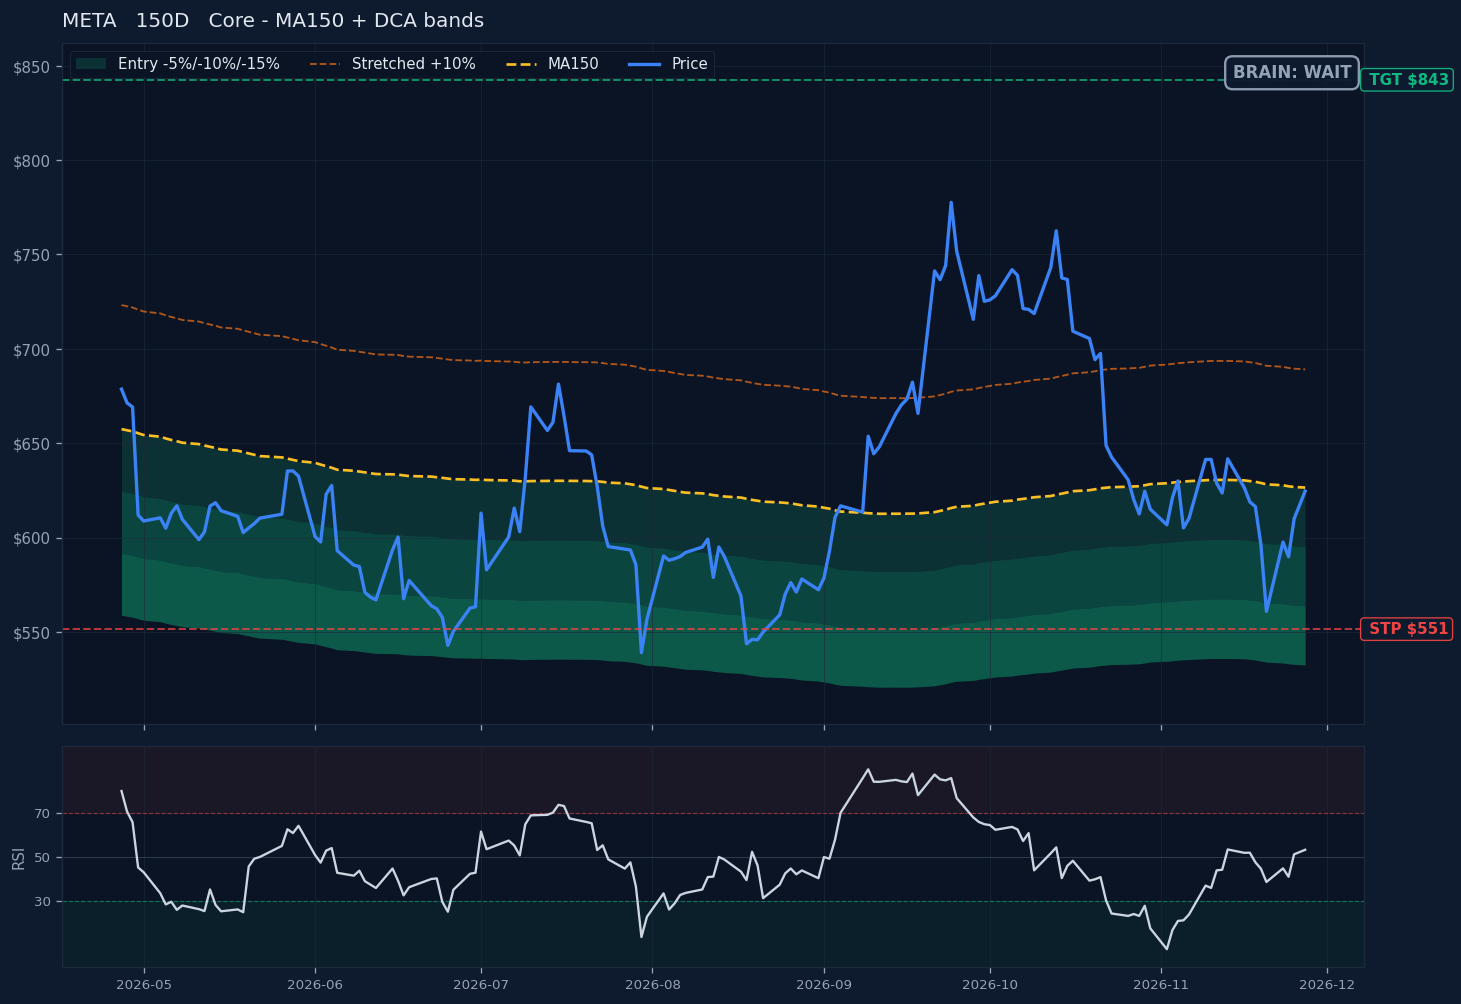 META   150D   Core - MA150 + DCA bands
Entry -5%/-10%/-15%   Stretched +10%   MA150   Price
BRAIN: WAIT
TGT $843
$850
$800
$750
$700
$650
$600
$550
STP $551
RSI
70
50
30
2026-05   2026-06   2026-07   2026-08   2026-09   2026-10   2026-11   2026-12